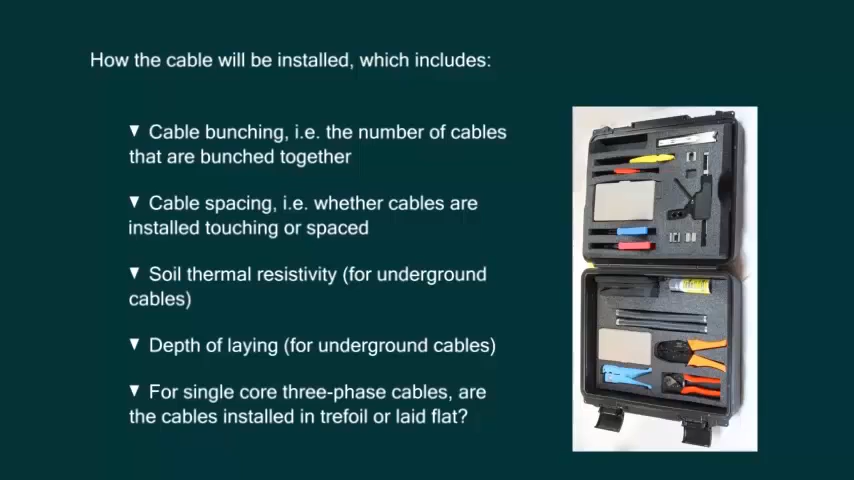 How the cable will be installed, which includes:
▼ Cable bunching, i.e. the number of cables
that are bunched together
▼ Cable spacing, i.e. whether cables are
installed touching or spaced
▼ Soil thermal resistivity (for underground
cables)
▼ Depth of laying (for underground cables)
▼ For single core three-phase cables, are
the cables installed in trefoil or laid flat?